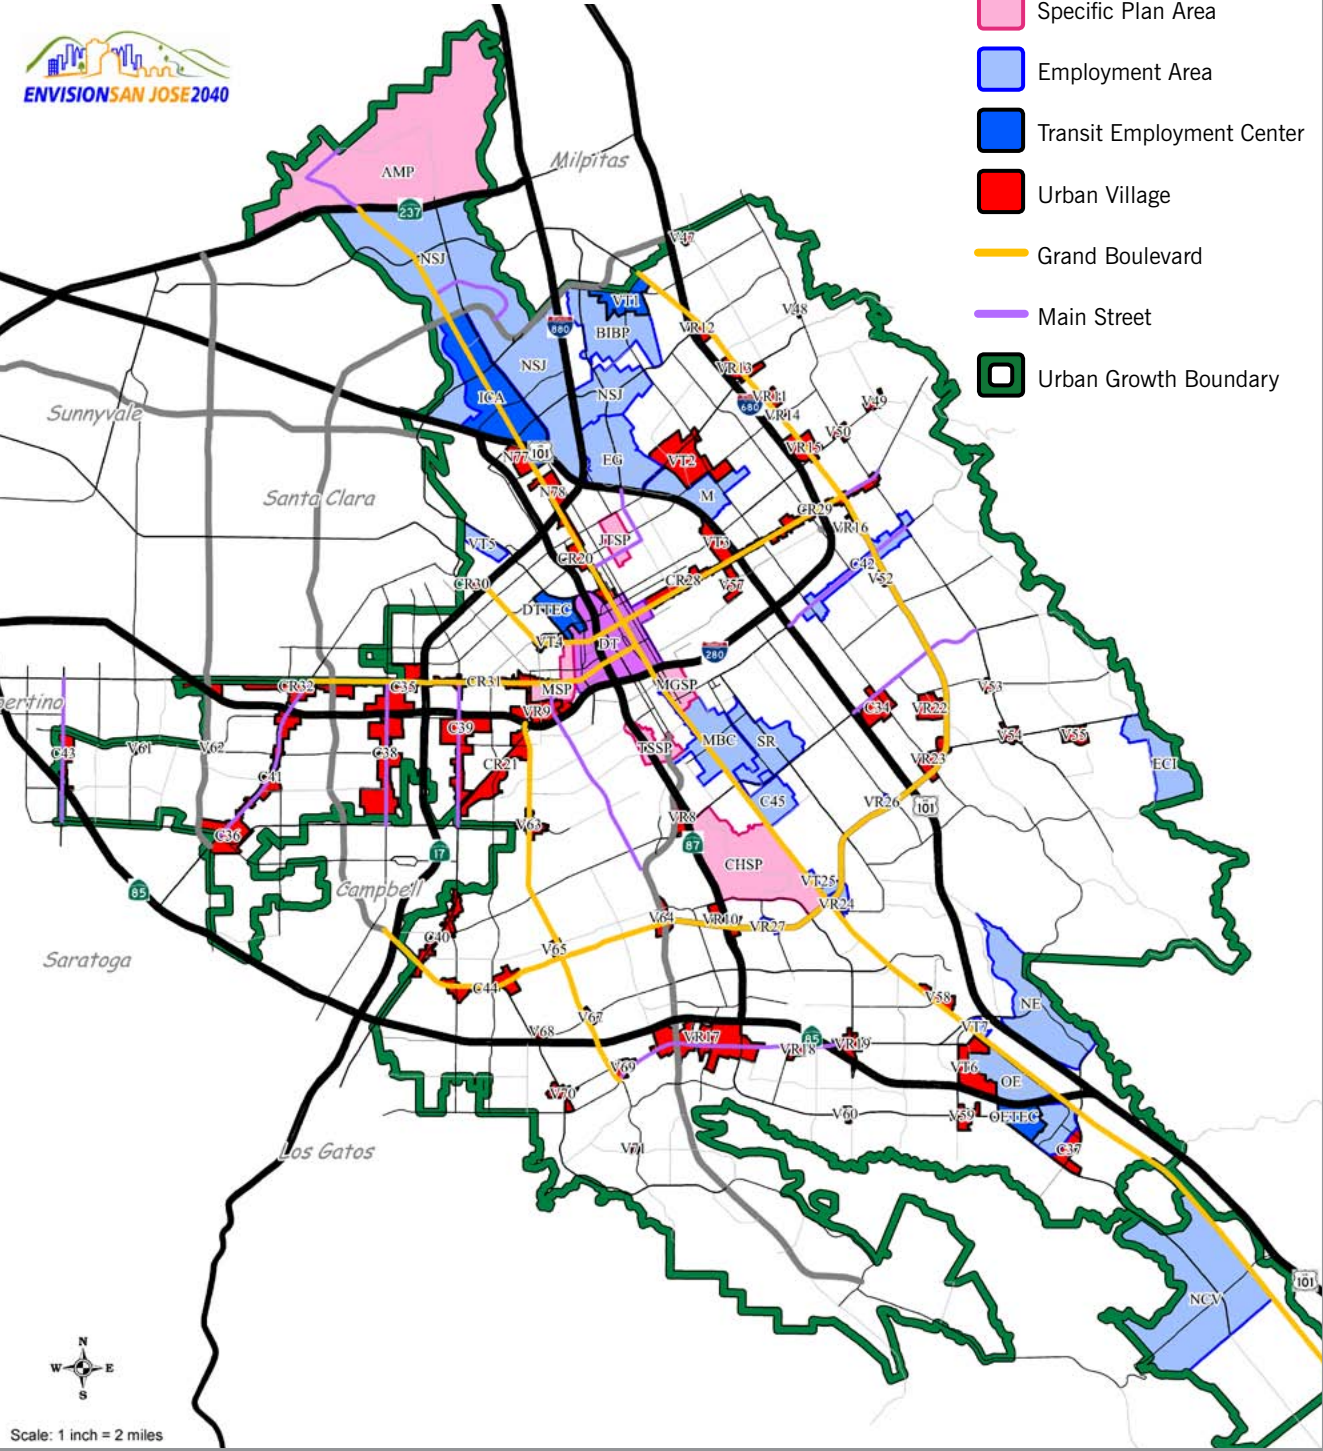 Specific Plan Area
Employment Area
Transit Employment Center
Urban Village
Grand Boulevard
Main Street
Urban Growth Boundary
ENVISIONSAN JOSE2040
Milpitas
AMP
237
V47
NSJ
VT1
V48
880
BIBP
VR12
NSJ
VR13
NSJ
VR11
680
VR14
ICA
V49
Sunnyvale
V50
VR15
N77
101
EG
VT2
N78
M
Santa Clara
CR29
VR16
VT5
JTSP
VT3
CR20
C42
V52
CR30
CR28
V57
DTTEC
VT4
DT
280
CR32
C35
CR31
MSP
MGSP
V53
pertino
VR9
C34
VR22
C43
V61
V62
C38
C39
TSSP
MBC
SR
V54
V55
C41
CR21
VR23
ECI
C45
VR26
101
C36
V63
VR8
87
17
CHSP
85
Campbell
VT25
VR24
V64
VR10
VR27
C40
V65
Saratoga
C44
V58
NE
V67
V68
VR17
85
VR18
VR19
VT7
V69
VT6
OE
V70
V60
V59
OETEC
V71
C37
Los Gatos
NCV
101
N
W
E
S
Scale: 1 inch = 2 miles